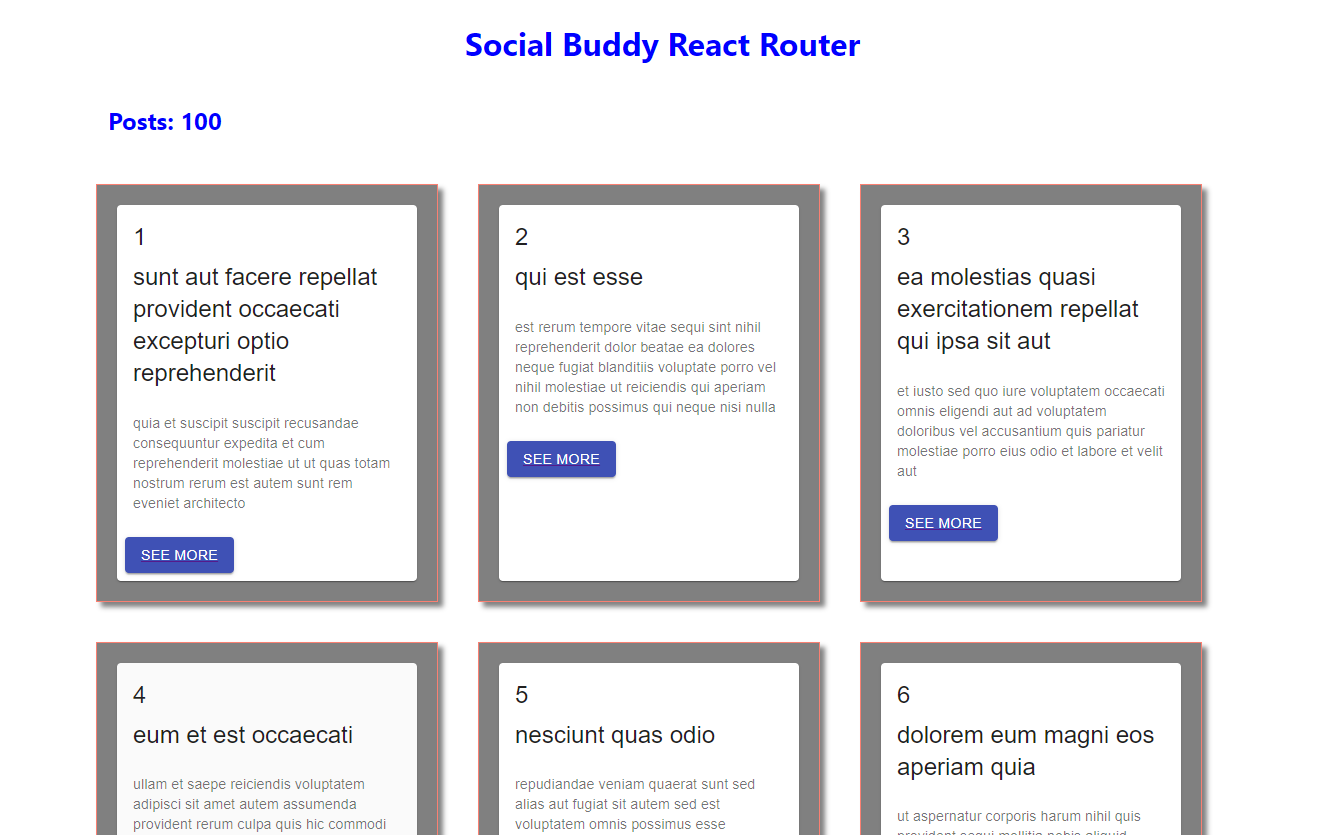 Social Buddy React Router
Posts: 100
1
sunt aut facere repellat
provident occaecati
excepturi optio
reprehenderit
quia et suscipit suscipit recusandae
consequuntur expedita et cum
reprehenderit molestiae ut ut quas totam
nostrum rerum est autem sunt rem
eveniet architecto
SEE MORE
2
qui est esse
est rerum tempore vitae sequi sint nihil
reprehenderit dolor beatae ea dolores
neque fugiat blanditiis voluptate porro vel
nihil molestiae ut reiciendis qui aperiam
non debitis possimus qui neque nisi nulla
SEE MORE
3
ea molestias quasi
exercitationem repellat
qui ipsa sit aut
et iusto sed quo iure voluptatem occaecati
omnis eligendi aut ad voluptatem
doloribus vel accusantium quis pariatur
molestiae porro eius odio et labore et velit
aut
SEE MORE
4
eum et est occaecati
ullam et saepe reiciendis voluptatem
adipisci sit amet autem assumenda
provident rerum culpa quis hic commodi
5
nesciunt quas odio
repudiandae veniam quaerat sunt sed
alias aut fugiat sit autem sed est
voluptatem omnis possimus esse
6
dolorem eum magni eos
aperiam quia
ut aspernatur corporis harum nihil quis
provident sequi mollitia nobis aliquid